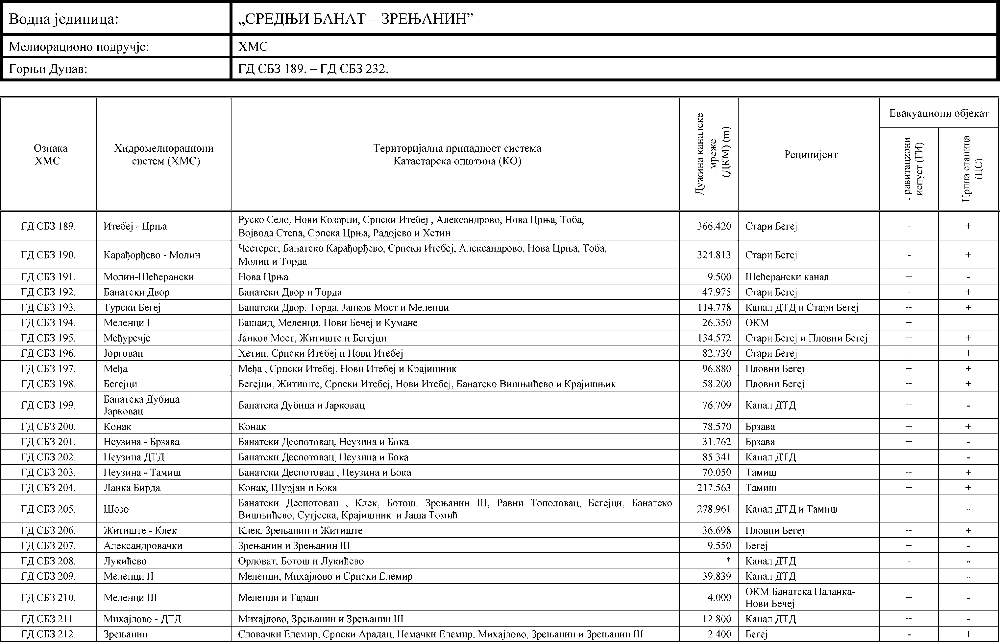 Водна јединица: „СРЕДЊИ БАНАТ – ЗРЕЊАНИН”
Мелиорационо подручје: ХМС
Горњи Дунав: ГД СБЗ 189. – ГД СБЗ 232.
Ознака ХМС
Хидромелиорациони систем (ХМС)
Територијална припадност система
Катастарска општина (КО)
Дужина каналске мреже (ДКМ) (m)
Реципијент
Евакуациони објекат
Гравитациони испуст (ГИ)
Црпна станица (ЦС)
ГД СБЗ 189. Итебеј - Црња Руско Село, Нови Козарци, Српски Итебеј , Александрово, Нова Црња, Тоба, 366.420 Стари Бегеј - +
Војвода Степа, Српска Црња, Радојево и Хетин
ГД СБЗ 190. Карађорђево - Молин Честерег, Банатско Карађорђево, Српски Итебеј, Александрово, Нова Црња, Тоба, 324.813 Стари Бегеј - +
Молин и Торда
ГД СБЗ 191. Молин-Шећерански Нова Црња 9.500 Шећерански канал + -
ГД СБЗ 192. Банатски Двор Банатски Двор и Торда 47.975 Стари Бегеј - +
ГД СБЗ 193. Турски Бегеј Банатски Двор, Торда, Јанков Мост и Меленци 114.778 Канал ДТД и Стари Бегеј + +
ГД СБЗ 194. Меленци I Башаид, Меленци, Нови Бечеј и Кумане 26.350 ОКМ +
ГД СБЗ 195. Међуречје Јанков Мост, Житиште и Бегејци 134.572 Стари Бегеј и Пловни Бегеј + +
ГД СБЗ 196. Јоргован Хетин, Српски Итебеј и Нови Итебеј 82.730 Стари Бегеј + +
ГД СБЗ 197. Међа Међа , Српски Итебеј, Нови Итебеј и Крајишник 96.880 Пловни Бегеј + +
ГД СБЗ 198. Бегејци Бегејци, Житиште, Српски Итебеј, Нови Итебеј, Банатско Вишњићево и Крајишњик 58.200 Пловни Бегеј + +
ГД СБЗ 199. Банатска Дубица – Банатска Дубица и Јарковац 76.709 Канал ДТД + -
Јарковац
ГД СБЗ 200. Конак Конак 78.570 Брзава + +
ГД СБЗ 201. Неузина - Брзава Банатски Деспотовац, Неузина и Бока 31.762 Брзава + -
ГД СБЗ 202. Неузина ДТД Банатски Деспотовац, Неузина и Бока 85.341 Канал ДТД + -
ГД СБЗ 203. Неузина - Тамиш Банатски Деспотовац , Неузина и Бока 70.050 Тамиш + +
ГД СБЗ 204. Ланка Бирда Конак, Шурјан и Бока 217.563 Тамиш + +
ГД СБЗ 205. Шозо Банатски Деспотовац , Клек, Ботош, Зрењанин III, Равни Тополовац, Бегејци, Банатско 278.961 Канал ДТД и Тамиш + -
Вишњићево, Сутјеска, Крајишник и Јаша Томић
ГД СБЗ 206. Житиште - Клек Клек, Зрењанин и Житиште 36.698 Пловни Бегеј + +
ГД СБЗ 207. Александровачки Зрењанин и Зрењанин III 9.550 Бегеј + -
ГД СБЗ 208. Лукићево Орловат, Ботош и Лукићево * Канал ДТД - -
ГД СБЗ 209. Меленци II Меленци, Михајлово и Српски Елемир 39.839 Канал ДТД + -
ГД СБЗ 210. Меленци III Меленци и Тараш 4.000 ОКМ Банатска Паланка- + -
Нови Бечеј
ГД СБЗ 211. Михајлово - ДТД Михајлово, Зрењанин и Зрењанин III 12.800 Канал ДТД + -
ГД СБЗ 212. Зрењанин Словачки Елемир, Српски Арадац, Немачки Елемир, Михајлово, Зрењанин и Зрењанин III 2.400 Бегеј - +